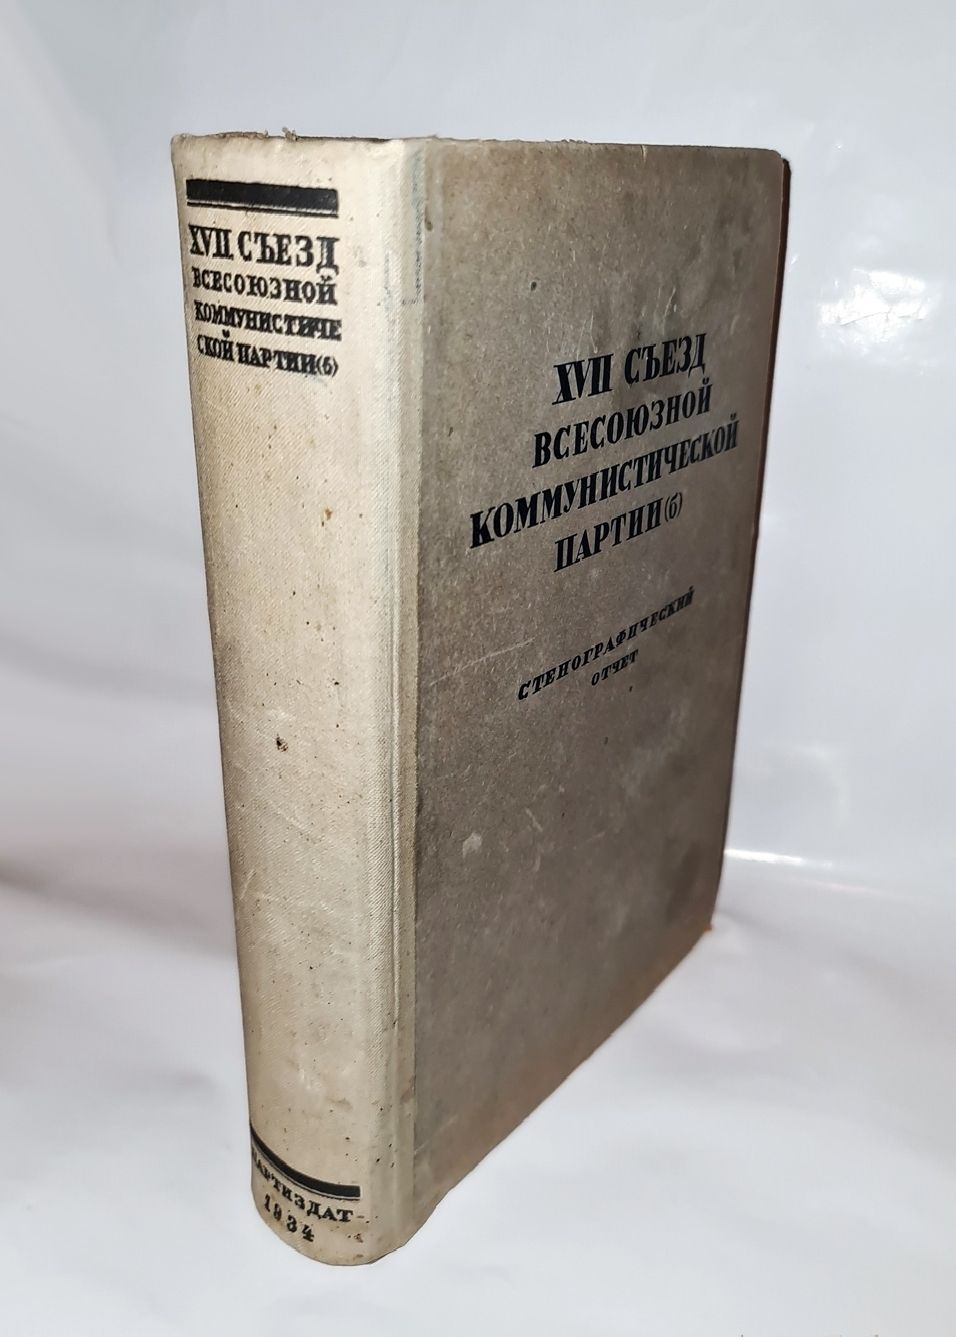 XVII СЪЕЗД
ВСЕСОЮЗНОЙ
КОММУНИСТИЧЕ
СКОЙ ПАРТИИ(б)
ПАРТИЗДАТ
1934
XVII СЪЕЗД
ВСЕСОЮЗНОЙ
КОММУНИСТИЧЕСКОЙ
ПАРТИИ(б)
СТЕНОГРАФИЧЕСКИЙ
ОТЧЕТ